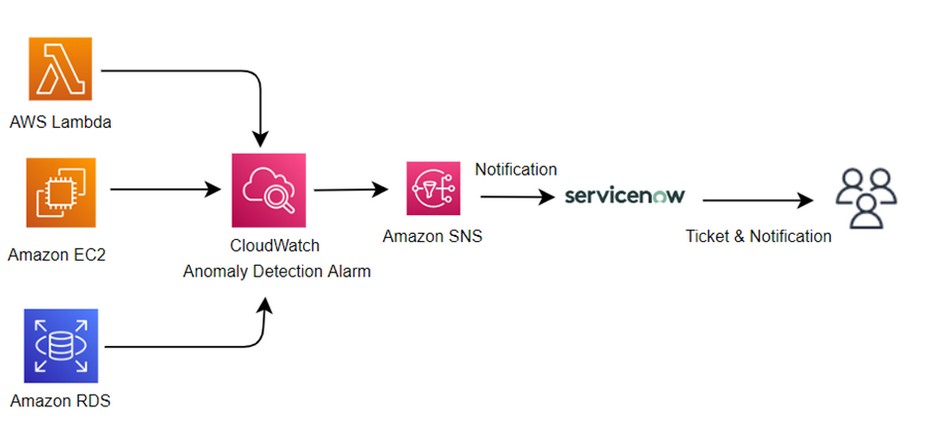 AWS Lambda
Amazon EC2
Amazon RDS
CloudWatch
Anomaly Detection Alarm
Amazon SNS
Notification
servicenow
Ticket & Notification